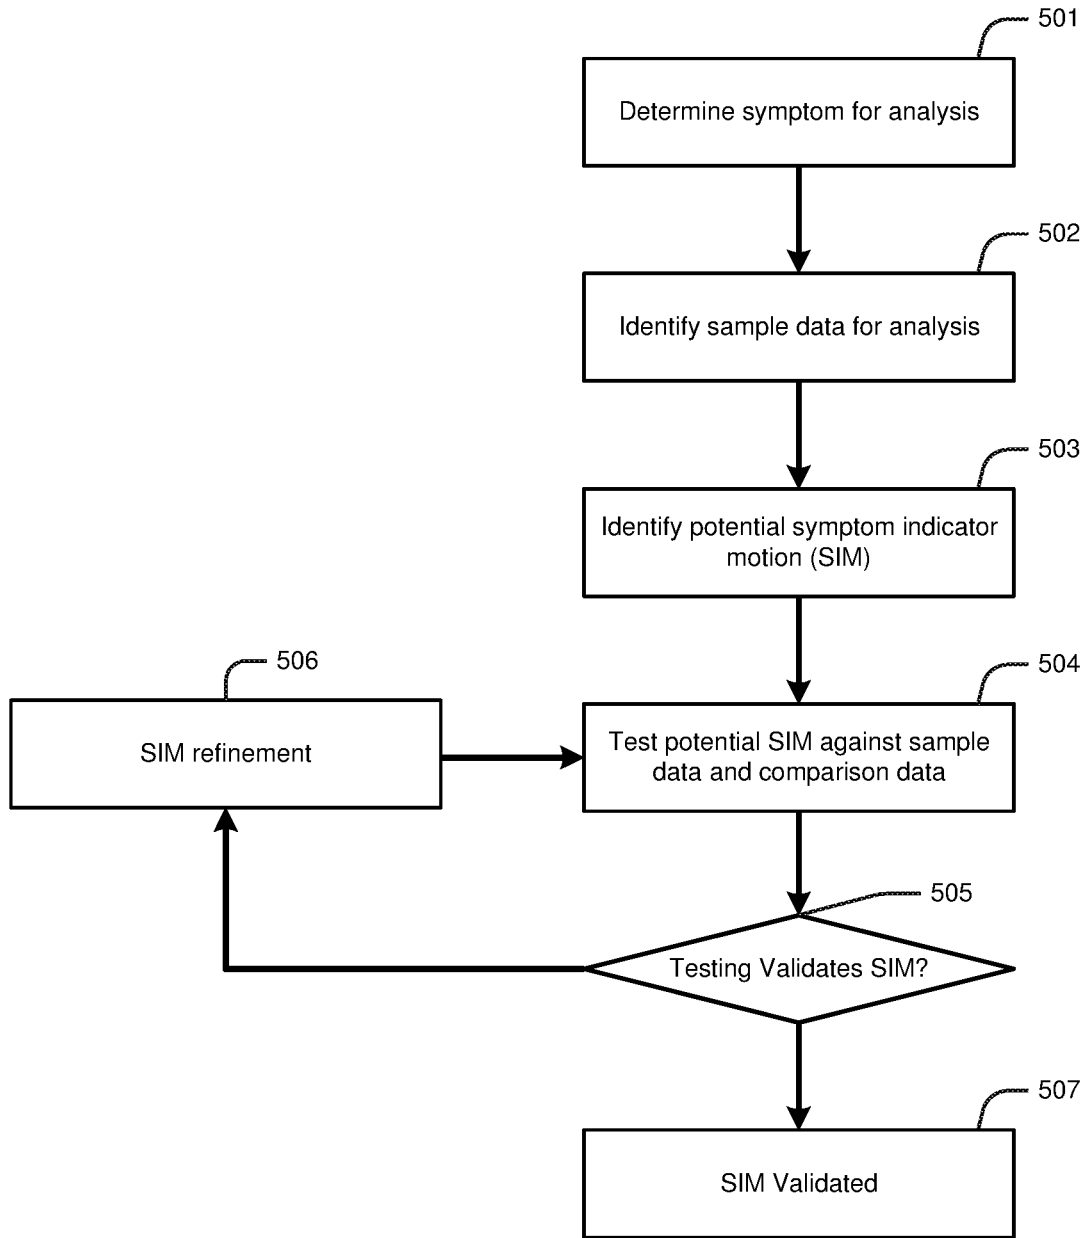 501
Determine symptom for analysis
502
Identify sample data for analysis
503
Identify potential symptom indicator
motion (SIM)
506
504
SIM refinement
Test potential SIM against sample
data and comparison data
505
Testing Validates SIM?
507
SIM Validated